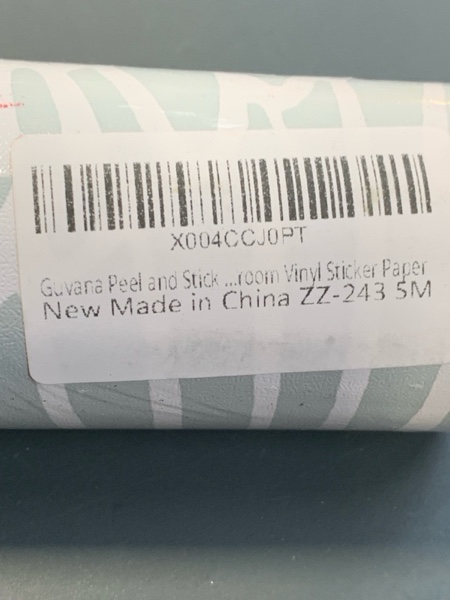 X004CCJ0PT
Guvana Peel and Stick ...room Vinyl Sticker Paper
New Made in China ZZ-243 5M